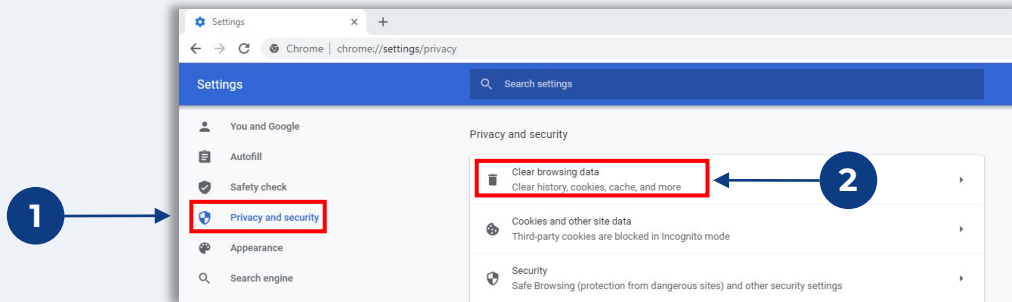 Settings
Chrome | chrome://settings/privacy
Settings
Search settings
You and Google
Autofill
Safety check
Privacy and security
Appearance
Search engine
Privacy and security
Clear browsing data
Clear history, cookies, cache, and more
Cookies and other site data
Third-party cookies are blocked in Incognito mode
Security
Safe Browsing (protection from dangerous sites) and other security settings
1
2